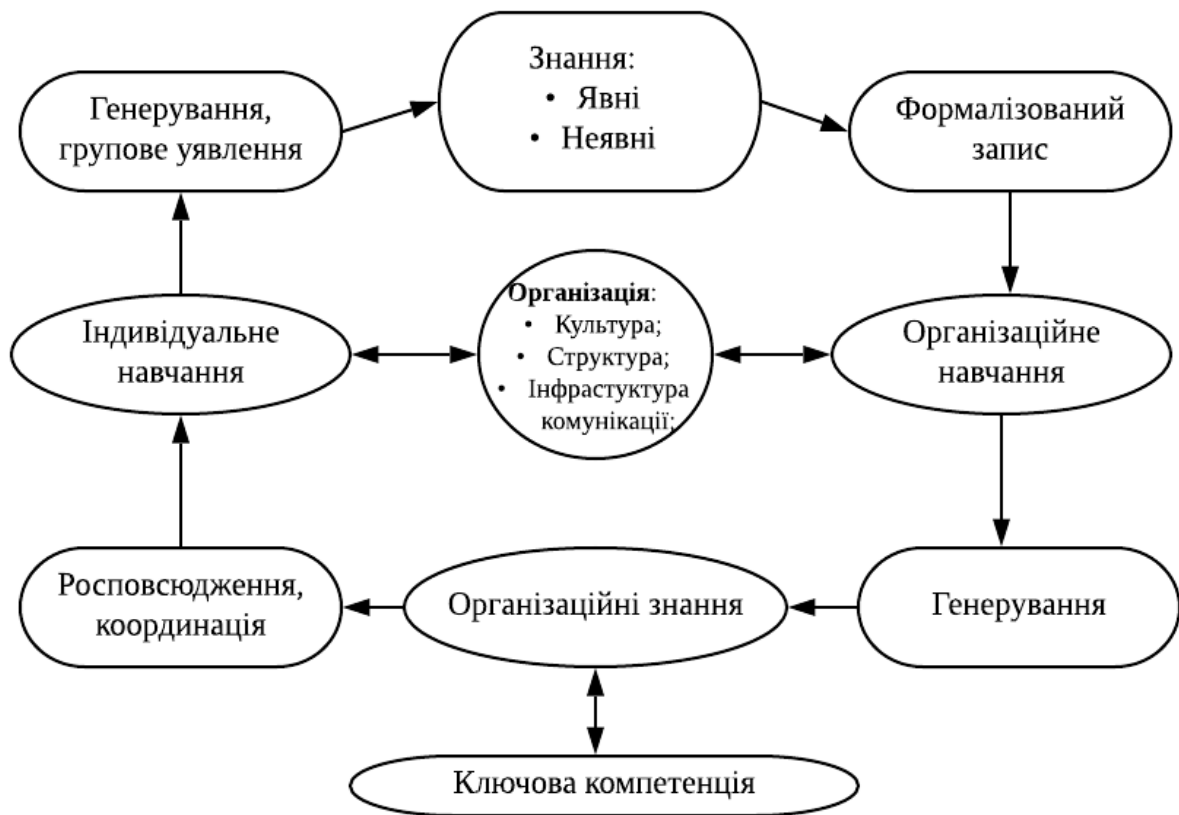 Знання:
• Явні
• Неявні
Генерування,
групове уявлення
Формалізований
запис
Організація:
• Культура;
• Структура;
• Інфрастуктура
комунікації;
Індивідуальне
навчання
Організаційне
навчання
Росповсюдження,
координація
Організаційні знання
Генерування
Ключова компетенція